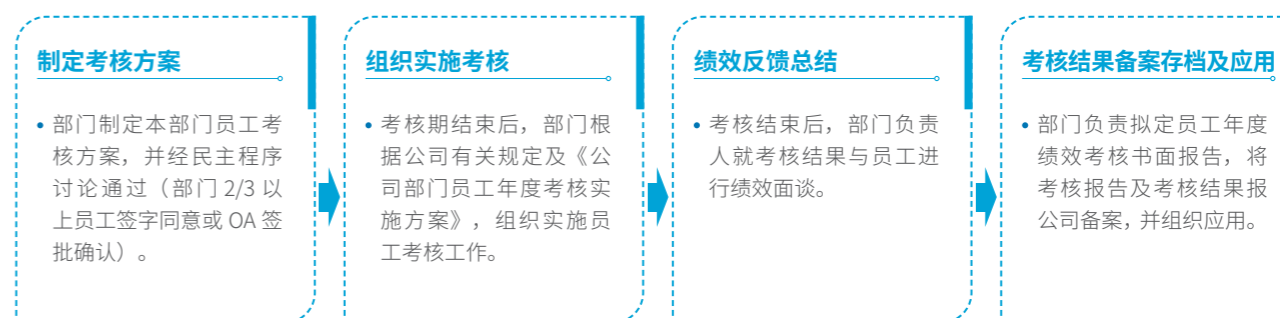 制定考核方案
• 部门制定本部门员工考
核方案，并经民主程序
讨论通过（部门 2/3 以
上员工签字同意或 OA 签
批确认）。
组织实施考核
• 考核期结束后，部门根
据公司有关规定及《公
司部门员工年度考核实
施方案》，组织实施员
工考核工作。
绩效反馈总结
• 考核结束后，部门负责
人就考核结果与员工进
行绩效面谈。
考核结果备案存档及应用
• 部门负责拟定员工年度
绩效考核书面报告，将
考核报告及考核结果报
公司备案，并组织应用。